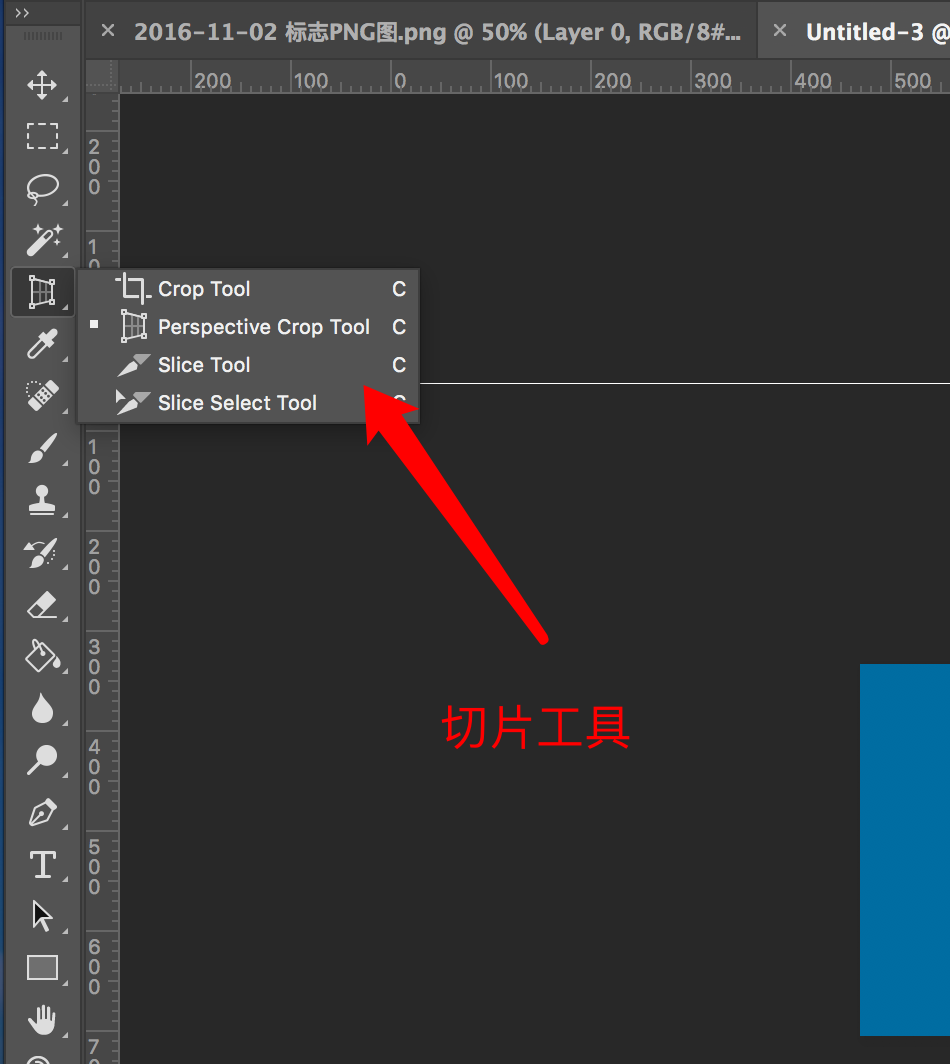 >>
× 2016-11-02 标志PNG图.png @ 50% (Layer 0, RGB/8#...
× Untitled-3 @
200 100 0 100 200 300 400 500
200
10
Crop Tool C
Perspective Crop Tool C
Slice Tool C
Slice Select Tool C
100
200
300
切片工具
400
500
600
7